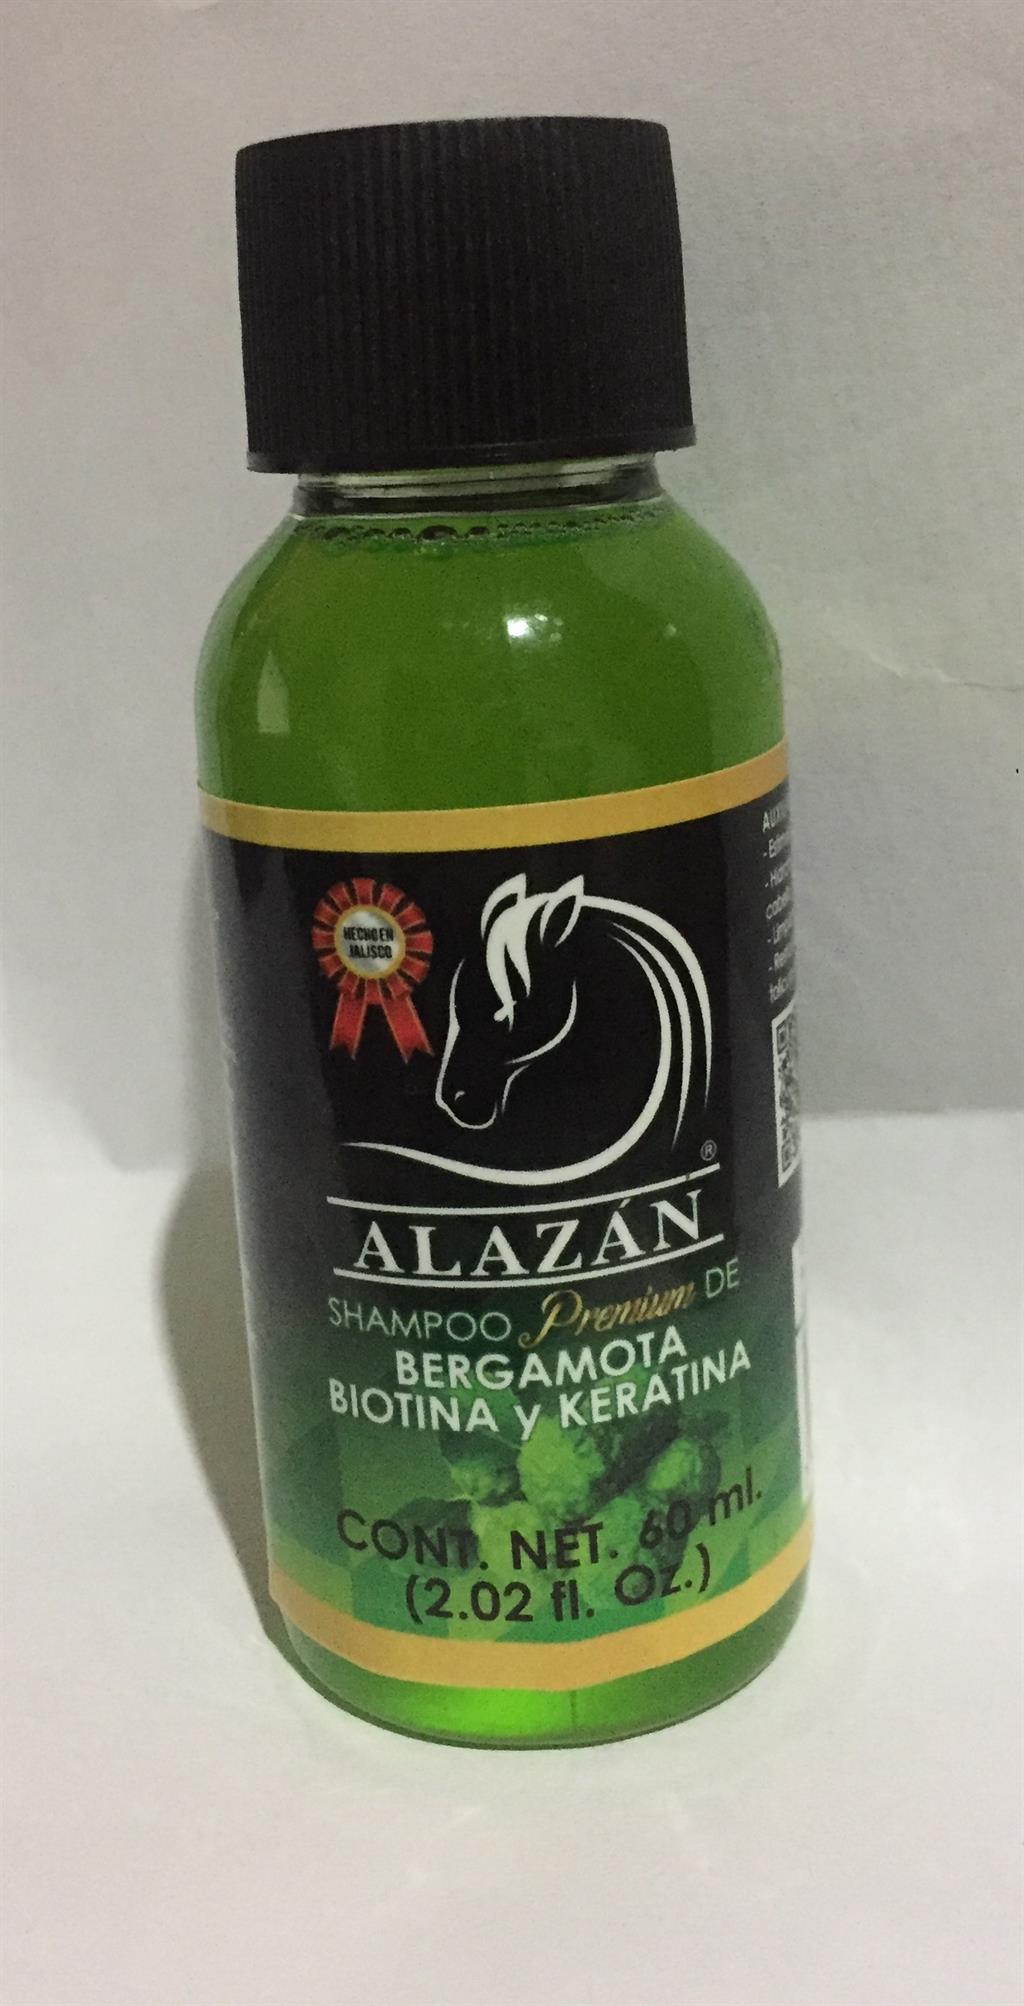 HECHO EN
JALISCO
®
ALAZÁN
SHAMPOO Premium DE
BERGAMOTA
BIOTINA y KERATINA
CONT. NET. 60 ml.
(2.02 fl. Oz.)